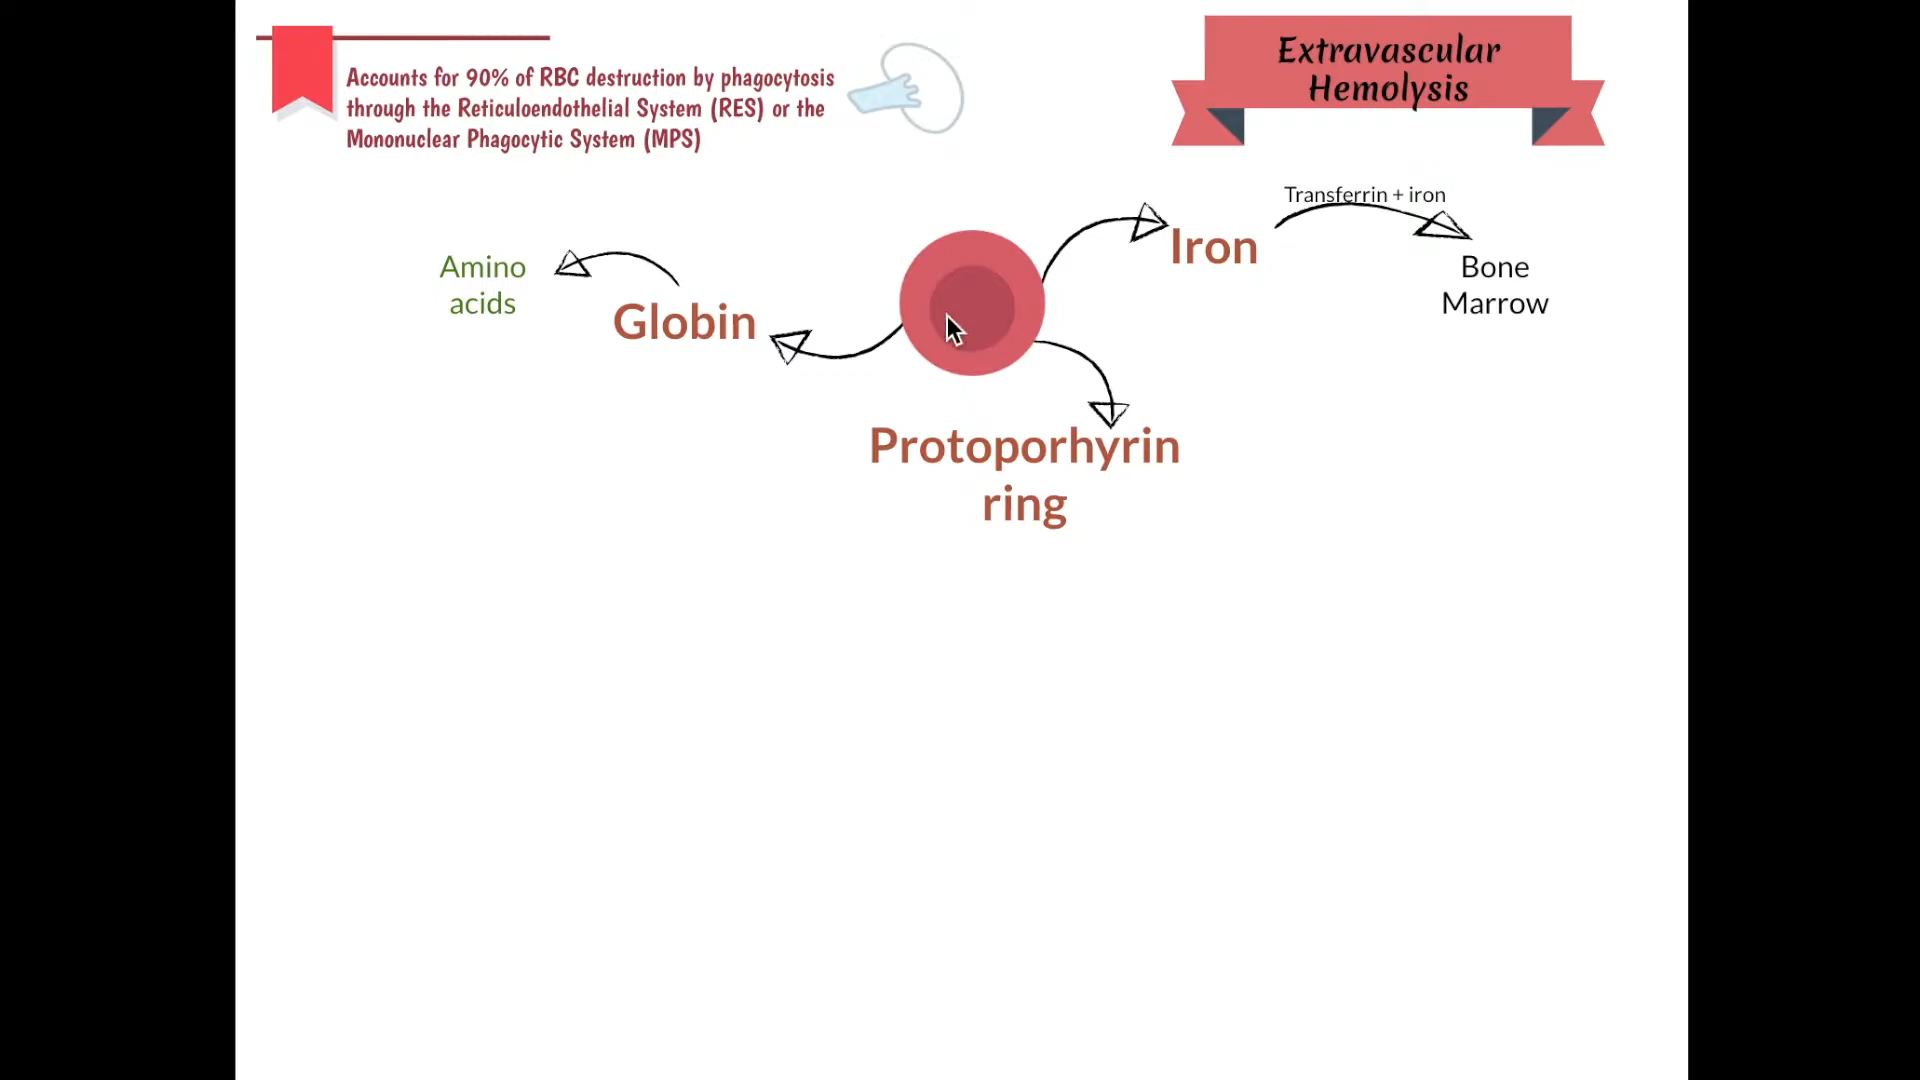 Accounts for 90% of RBC destruction by phagocytosis
through the Reticuloendothelial System (RES) or the
Mononuclear Phagocytic System (MPS)
Extravascular
Hemolysis
Transferrin + iron
Iron
Bone
Marrow
Amino
acids
Globin
Protoporhyrin
ring